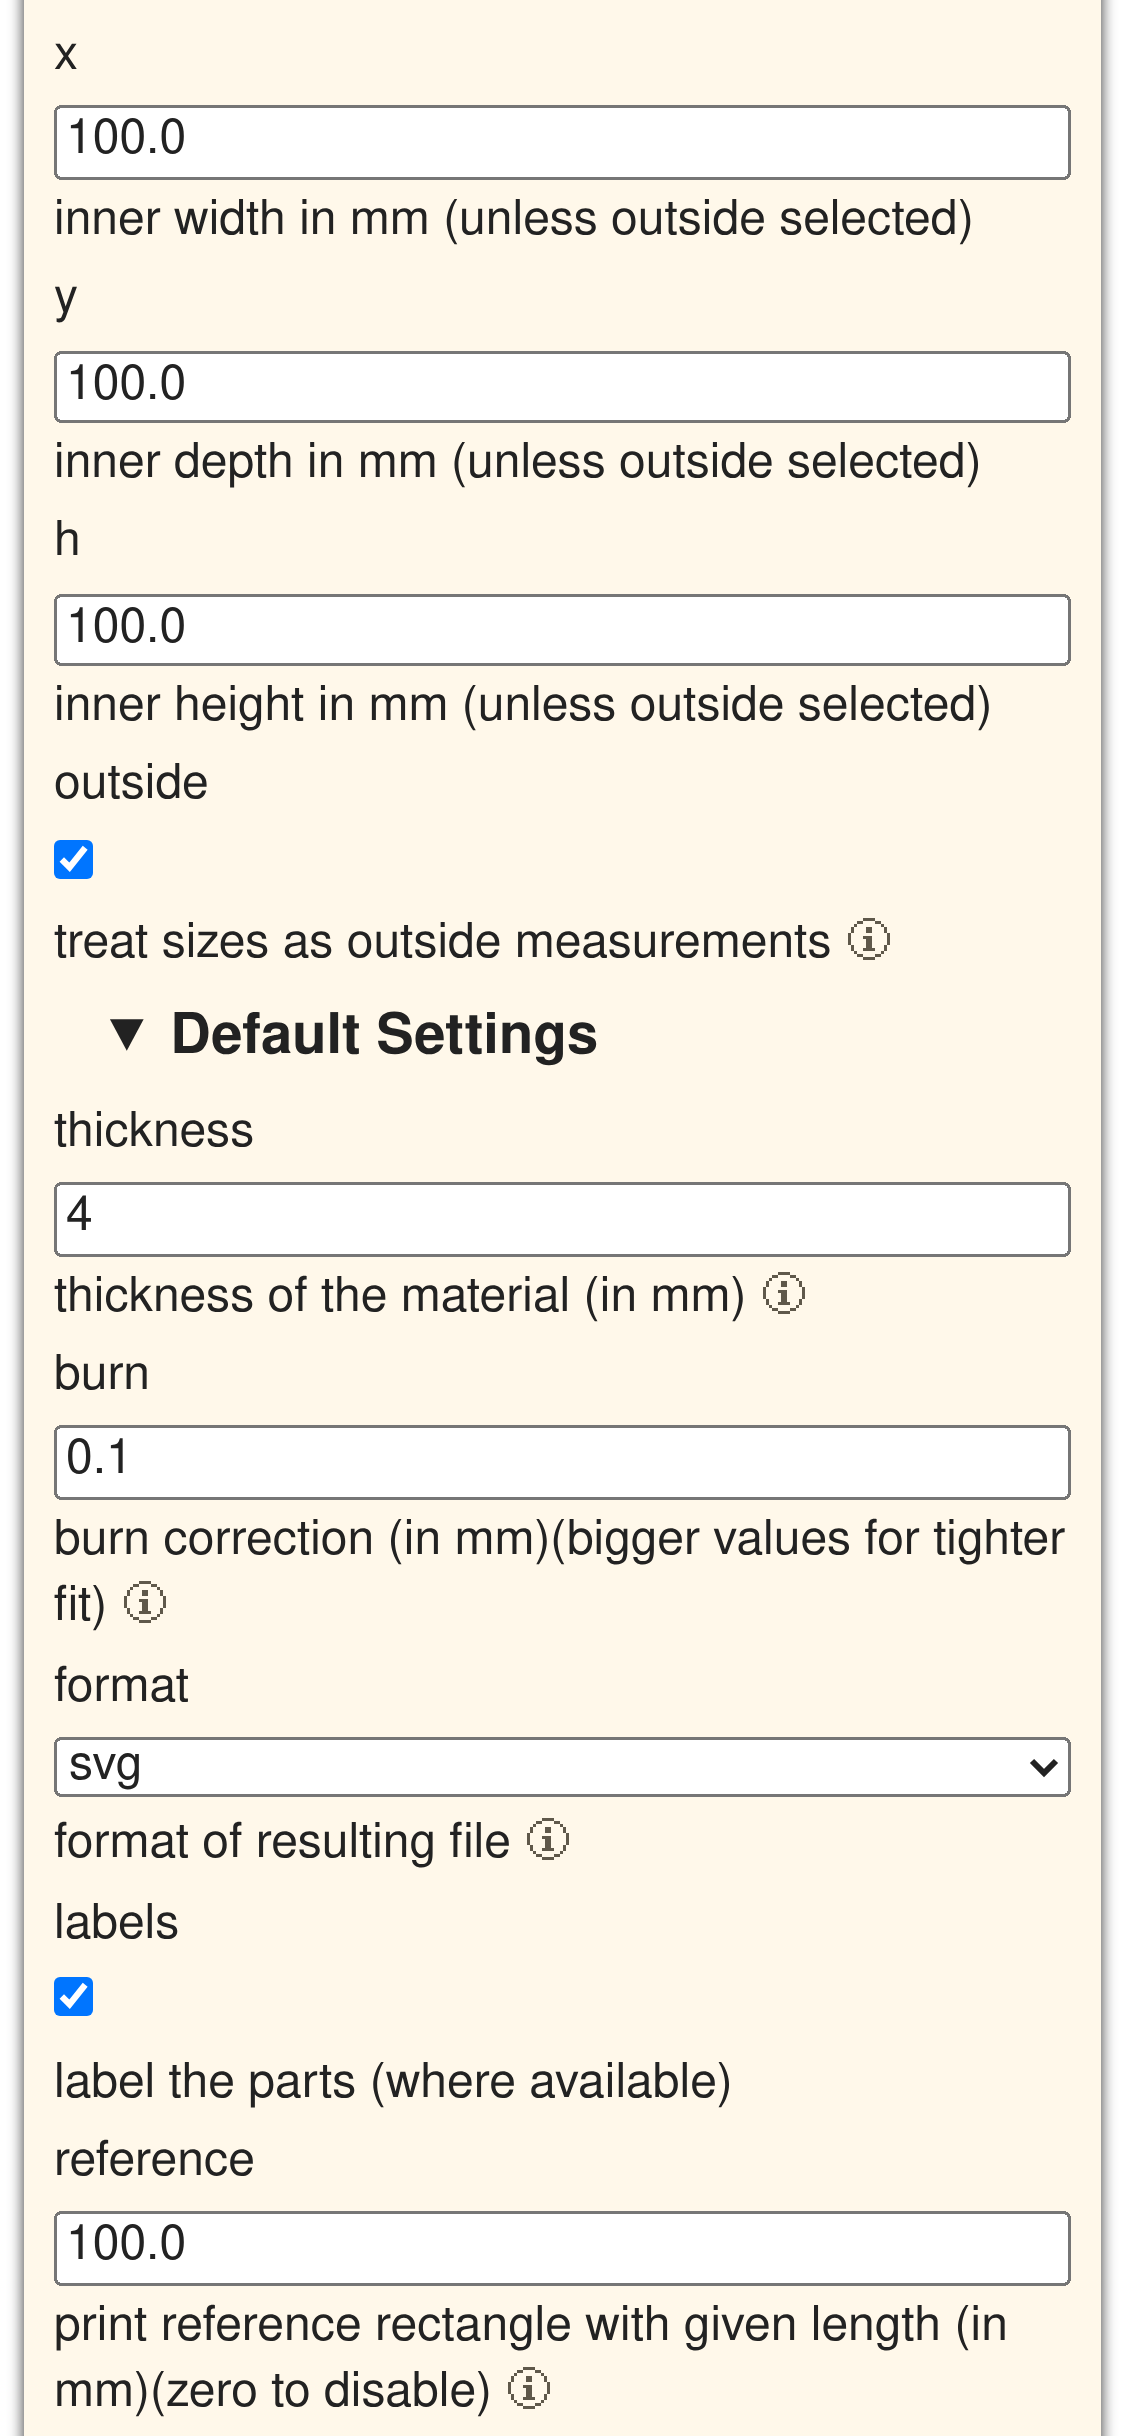 x
100.0
inner width in mm (unless outside selected)
y
100.0
inner depth in mm (unless outside selected)
h
100.0
inner height in mm (unless outside selected)
outside
treat sizes as outside measurements ⓘ
▼ Default Settings
thickness
4
thickness of the material (in mm) ⓘ
burn
0.1
burn correction (in mm)(bigger values for tighter
fit) ⓘ
format
svg
format of resulting file ⓘ
labels
label the parts (where available)
reference
100.0
print reference rectangle with given length (in
mm)(zero to disable) ⓘ